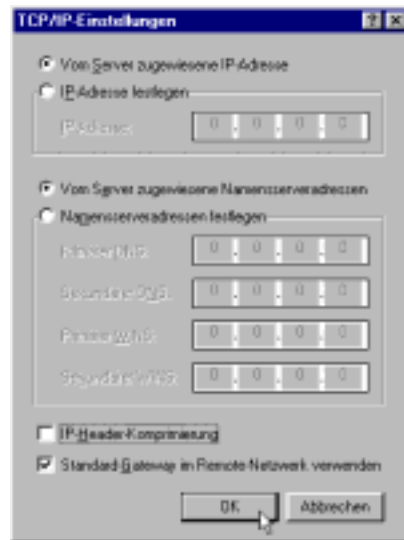 TCP/IP-Einstellungen
Vom Server zugewiesene IP-Adresse
IP-Adresse festlegen
IP-Adresse: 0 . 0 . 0 . 0
Vom Server zugewiesene Namensserveradressen
Namensserveradressen festlegen
Primärer DNS: 0 . 0 . 0 . 0
Secundärer DNS: 0 . 0 . 0 . 0
Primärer WINS: 0 . 0 . 0 . 0
WINS: 0 . 0 . 0 . 0
IP-Header-Komprimierung
Standard-Gateway im Remote-Netzwerk verwenden
OK Abbrechen